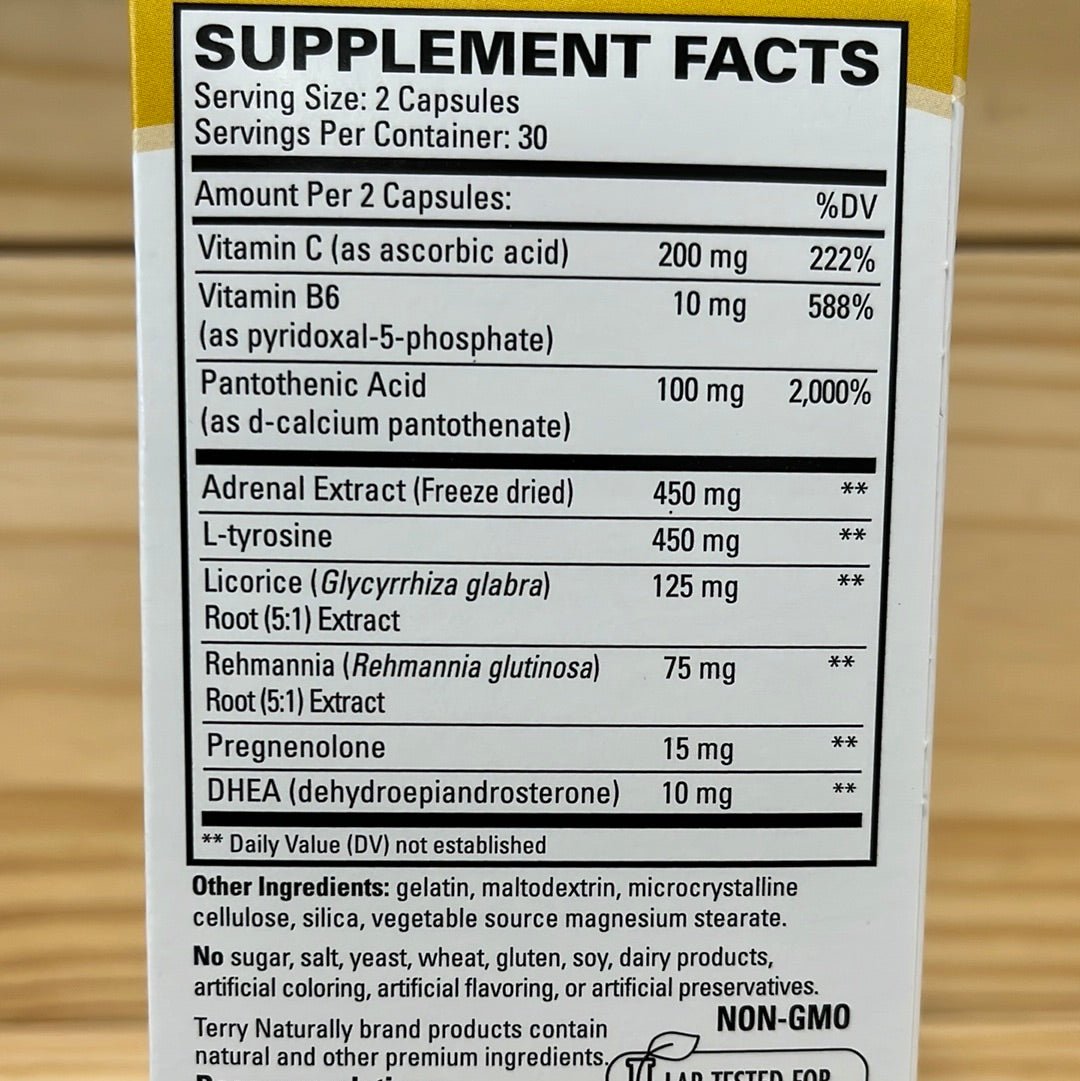 SUPPLEMENT FACTS
Serving Size: 2 Capsules
Servings Per Container: 30
Amount Per 2 Capsules: %DV
Vitamin C (as ascorbic acid) 200 mg 222%
Vitamin B6 10 mg 588%
(as pyridoxal-5-phosphate)
Pantothenic Acid 100 mg 2,000%
(as d-calcium pantothenate)
Adrenal Extract (Freeze dried) 450 mg **
L-tyrosine 450 mg **
Licorice (Glycyrrhiza glabra) 125 mg **
Root (5:1) Extract
Rehmannia (Rehmannia glutinosa) 75 mg **
Root (5:1) Extract
Pregnenolone 15 mg **
DHEA (dehydroepiandrosterone) 10 mg **
** Daily Value (DV) not established
Other Ingredients: gelatin, maltodextrin, microcrystalline
cellulose, silica, vegetable source magnesium stearate.
No sugar, salt, yeast, wheat, gluten, soy, dairy products,
artificial coloring, artificial flavoring, or artificial preservatives.
NON-GMO
Terry Naturally brand products contain
natural and other premium ingredients.
LAB TESTED FOR